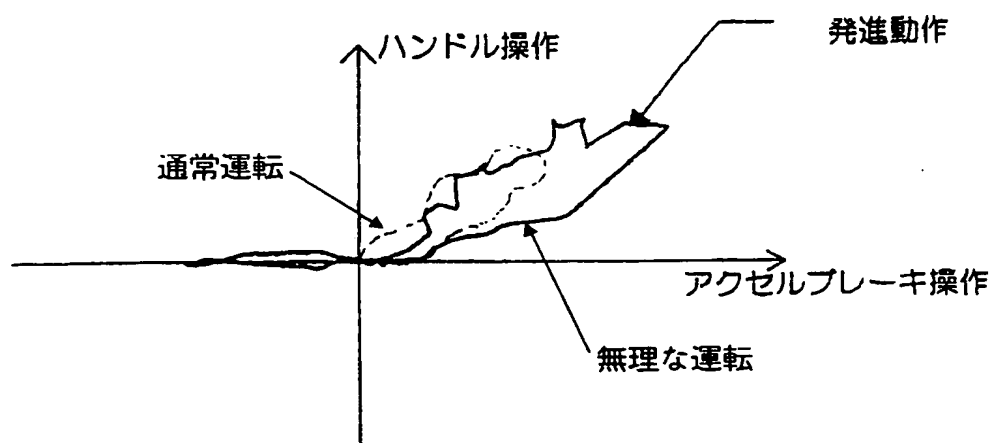 発進動作
ハンドル操作
通常運転
アクセルブレーキ操作
無理な運転